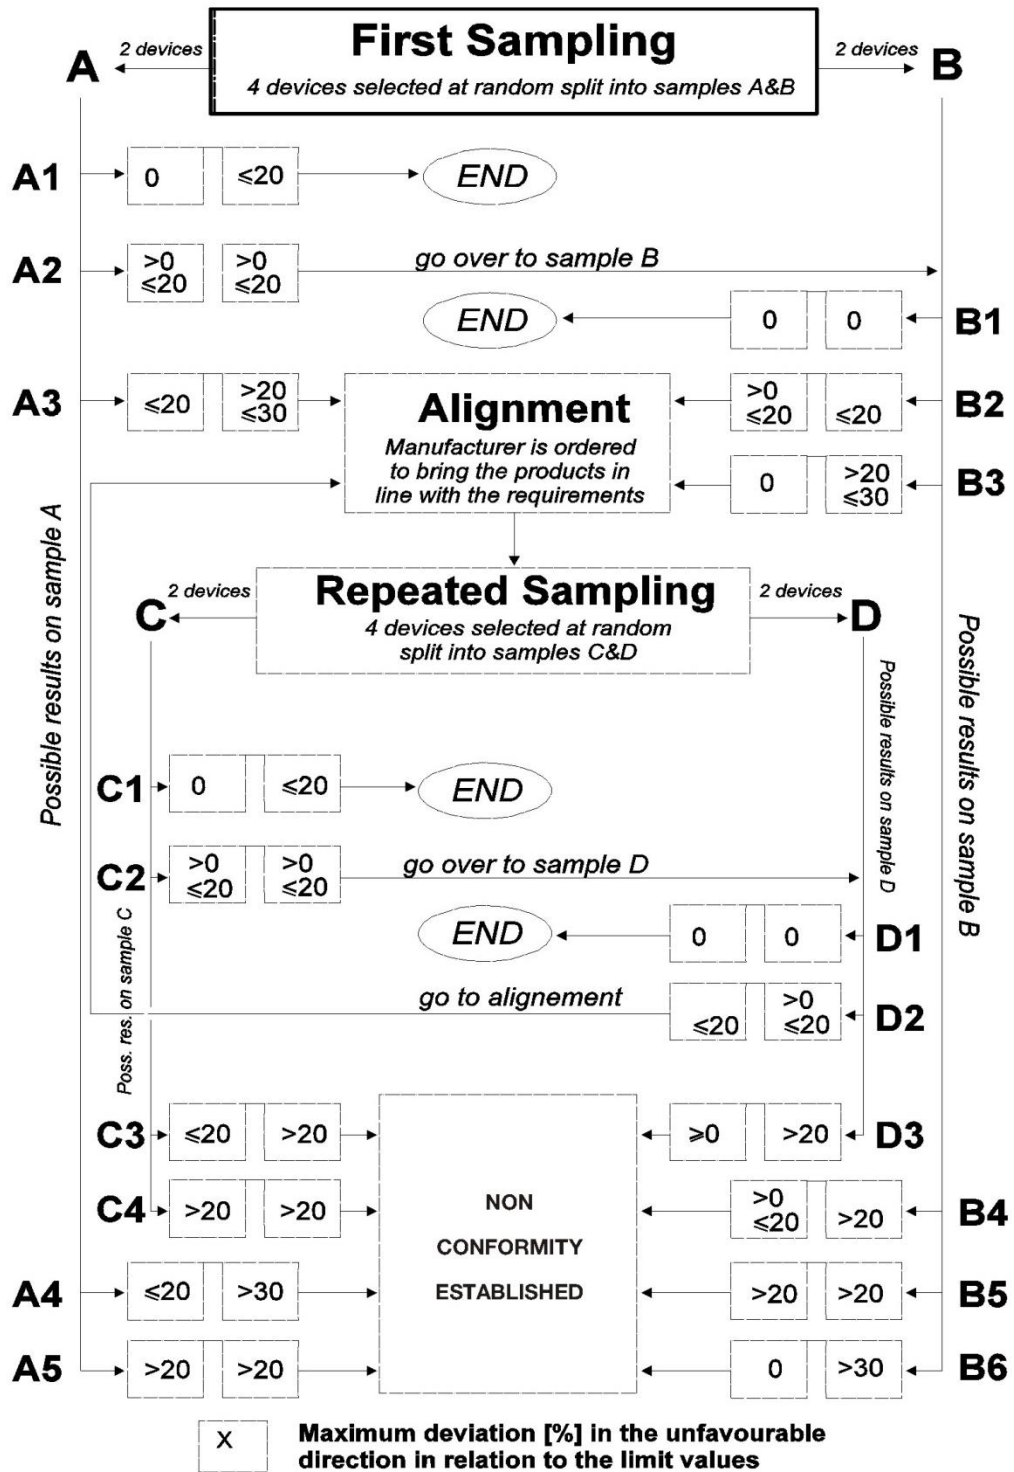 First Sampling
4 devices selected at random split into samples A&B
A
2 devices
2 devices
B
A1
0
≤20
END
A2
>0
≤20
>0
≤20
go over to sample B
END
0
0
B1
A3
≤20
>20
≤30
Alignment
Manufacturer is ordered
to bring the products in
line with the requirements
>0
≤20
≤20
B2
0
>20
≤30
B3
Possible results on sample A
Possible results on sample B
Repeated Sampling
4 devices selected at random
split into samples C&D
C
2 devices
2 devices
D
Poss. res. on sample C
Possible results on sample D
C1
0
≤20
END
C2
>0
≤20
>0
≤20
go over to sample D
END
0
0
D1
go to alignement
≤20
>0
≤20
D2
C3
≤20
>20
NON
CONFORMITY
ESTABLISHED
≥0
>20
D3
C4
>20
>20
>0
≤20
>20
B4
A4
≤20
>30
>20
>20
B5
A5
>20
>20
0
>30
B6
X
Maximum deviation [%] in the unfavourable
direction in relation to the limit values